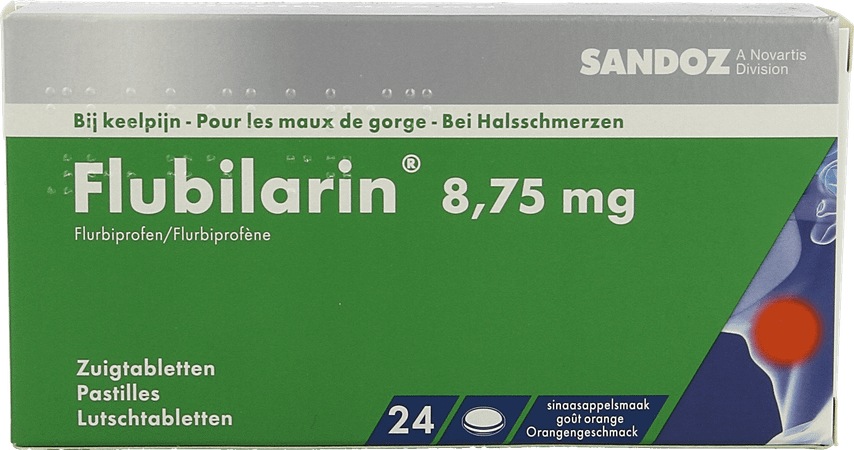 SANDOZ A Novartis
Division
Bij keelpijn - Pour les maux de gorge - Bei Halsschmerzen
Flubilarin® 8,75 mg
Flurbiprofen/Flurbiprofène
Zuigtabletten
Pastilles
Lutschtabletten
24
sinaasappelsmaak
goût orange
Orangengeschmack